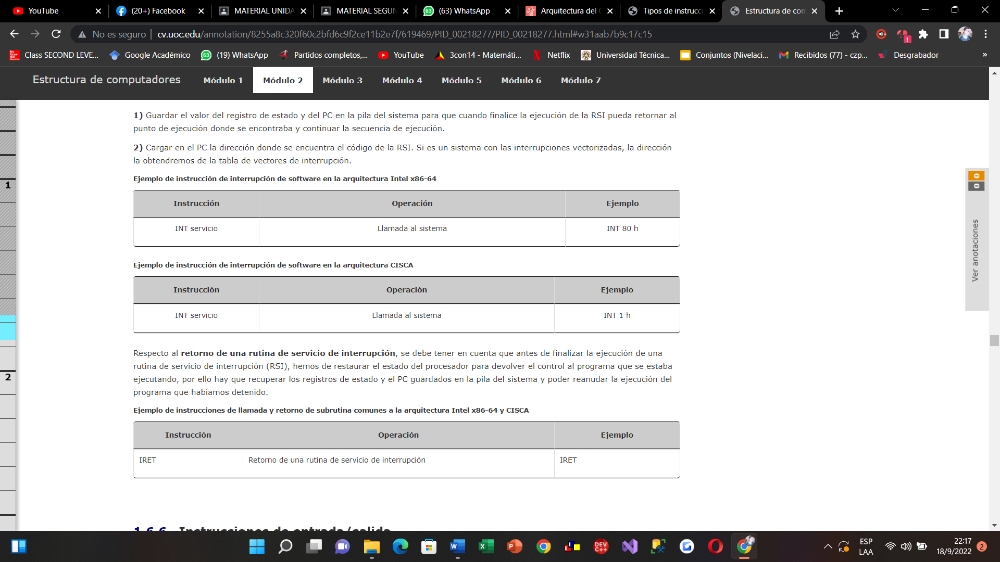 YouTube
(20+) Facebook
MATERIAL UNIDA
MATERIAL SEGUN
(63) WhatsApp
Arquitectura del C
Tipos de instrucci
Estructura de com
No es seguro | cv.uoc.edu/annotation/8255a8c320f60c2bfd6c9f2ce11b2e7f/619469/PID_00218277/PID_00218277.html#w31aab7b9c17c15
Class SECOND LEVE...
Google Académico
(19) WhatsApp
Partidos completos,...
YouTube
3con14 - Matemáti...
Netflix
Universidad Técnica...
Conjuntos (Nivelaci...
Recibidos (77) - czp...
Desgrabador
»
Estructura de computadores
Módulo 1
Módulo 2
Módulo 3
Módulo 4
Módulo 5
Módulo 6
Módulo 7
1) Guardar el valor del registro de estado y del PC en la pila del sistema para que cuando finalice la ejecución de la RSI pueda retornar al
punto de ejecución donde se encontraba y continuar la secuencia de ejecución.
2) Cargar en el PC la dirección donde se encuentra el código de la RSI. Si es un sistema con las interrupciones vectorizadas, la dirección
la obtendremos de la tabla de vectores de interrupción.
Ejemplo de instrucción de interrupción de software en la arquitectura Intel x86-64
Instrucción
Operación
Ejemplo
INT servicio
Llamada al sistema
INT 80 h
Ejemplo de instrucción de interrupción de software en la arquitectura CISCA
Instrucción
Operación
Ejemplo
INT servicio
Llamada al sistema
INT 1 h
Respecto al retorno de una rutina de servicio de interrupción, se debe tener en cuenta que antes de finalizar la ejecución de una
rutina de servicio de interrupción (RSI), hemos de restaurar el estado del procesador para devolver el control al programa que se estaba
ejecutando, por ello hay que recuperar los registros de estado y el PC guardados en la pila del sistema y poder reanudar la ejecución del
programa que habíamos detenido.
Ejemplo de instrucciones de llamada y retorno de subrutina comunes a la arquitectura Intel x86-64 y CISCA
Instrucción
Operación
Ejemplo
IRET
Retorno de una rutina de servicio de interrupción
IRET
1.6.6. Instrucciones de entrada/salida
1
2
0
0
Ver anotaciones
DEV
C++
ESP
LAA
22:17
18/9/2022
2